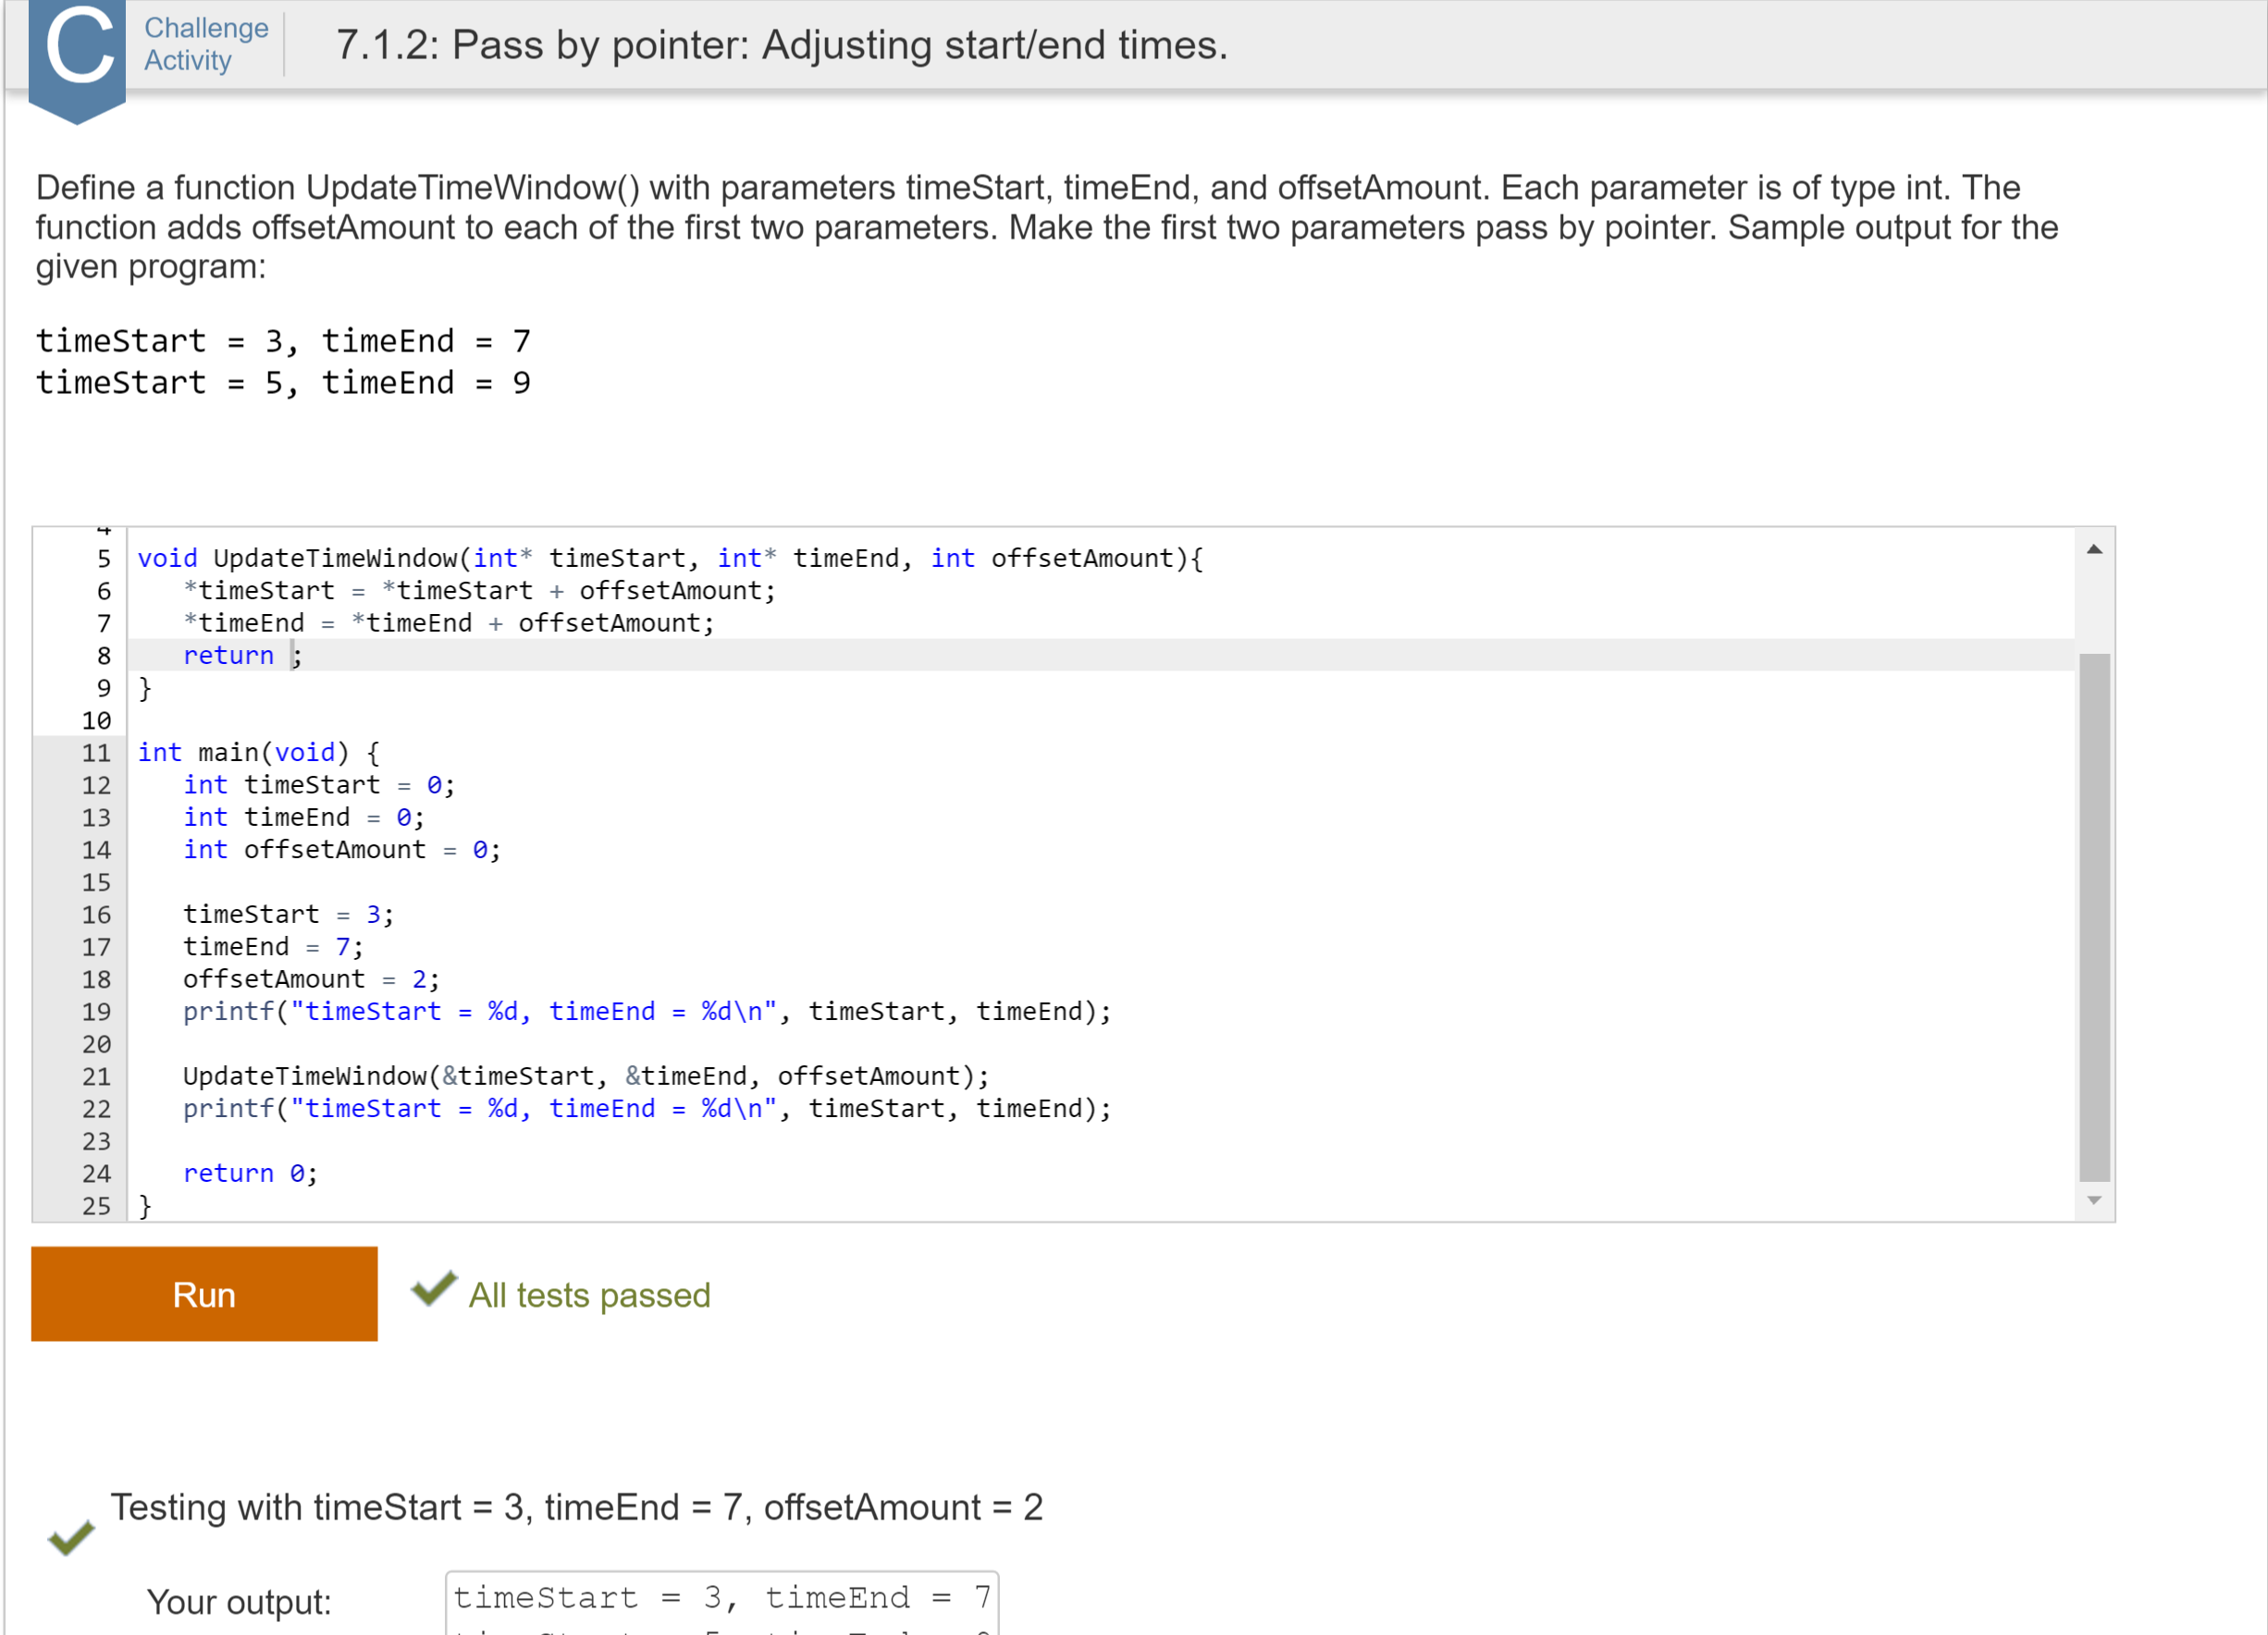 C
Challenge
Activity
7.1.2: Pass by pointer: Adjusting start/end times.
Define a function UpdateTimeWindow() with parameters timeStart, timeEnd, and offsetAmount. Each parameter is of type int. The
function adds offsetAmount to each of the first two parameters. Make the first two parameters pass by pointer. Sample output for the
given program:
timeStart = 3, timeEnd = 7
timeStart = 5, timeEnd = 9
4
5 void UpdateTimeWindow(int* timeStart, int* timeEnd, int offsetAmount){
6    *timeStart = *timeStart + offsetAmount;
7    *timeEnd = *timeEnd + offsetAmount;
8    return ;
9 }
10
11 int main(void) {
12    int timeStart = 0;
13    int timeEnd = 0;
14    int offsetAmount = 0;
15
16    timeStart = 3;
17    timeEnd = 7;
18    offsetAmount = 2;
19    printf("timeStart = %d, timeEnd = %d\n", timeStart, timeEnd);
20
21    UpdateTimeWindow(&timeStart, &timeEnd, offsetAmount);
22    printf("timeStart = %d, timeEnd = %d\n", timeStart, timeEnd);
23
24    return 0;
25 }
Run
All tests passed
Testing with timeStart = 3, timeEnd = 7, offsetAmount = 2
Your output:
timeStart = 3, timeEnd = 7